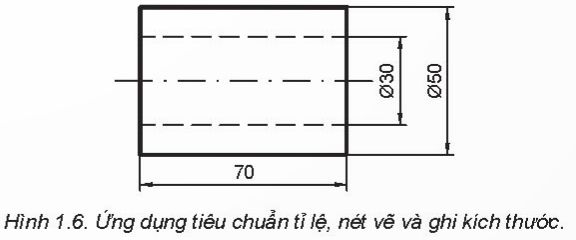 Ø30
Ø50
70
Hình 1.6. Ứng dụng tiêu chuẩn tỉ lệ, nét vẽ và ghi kích thước.